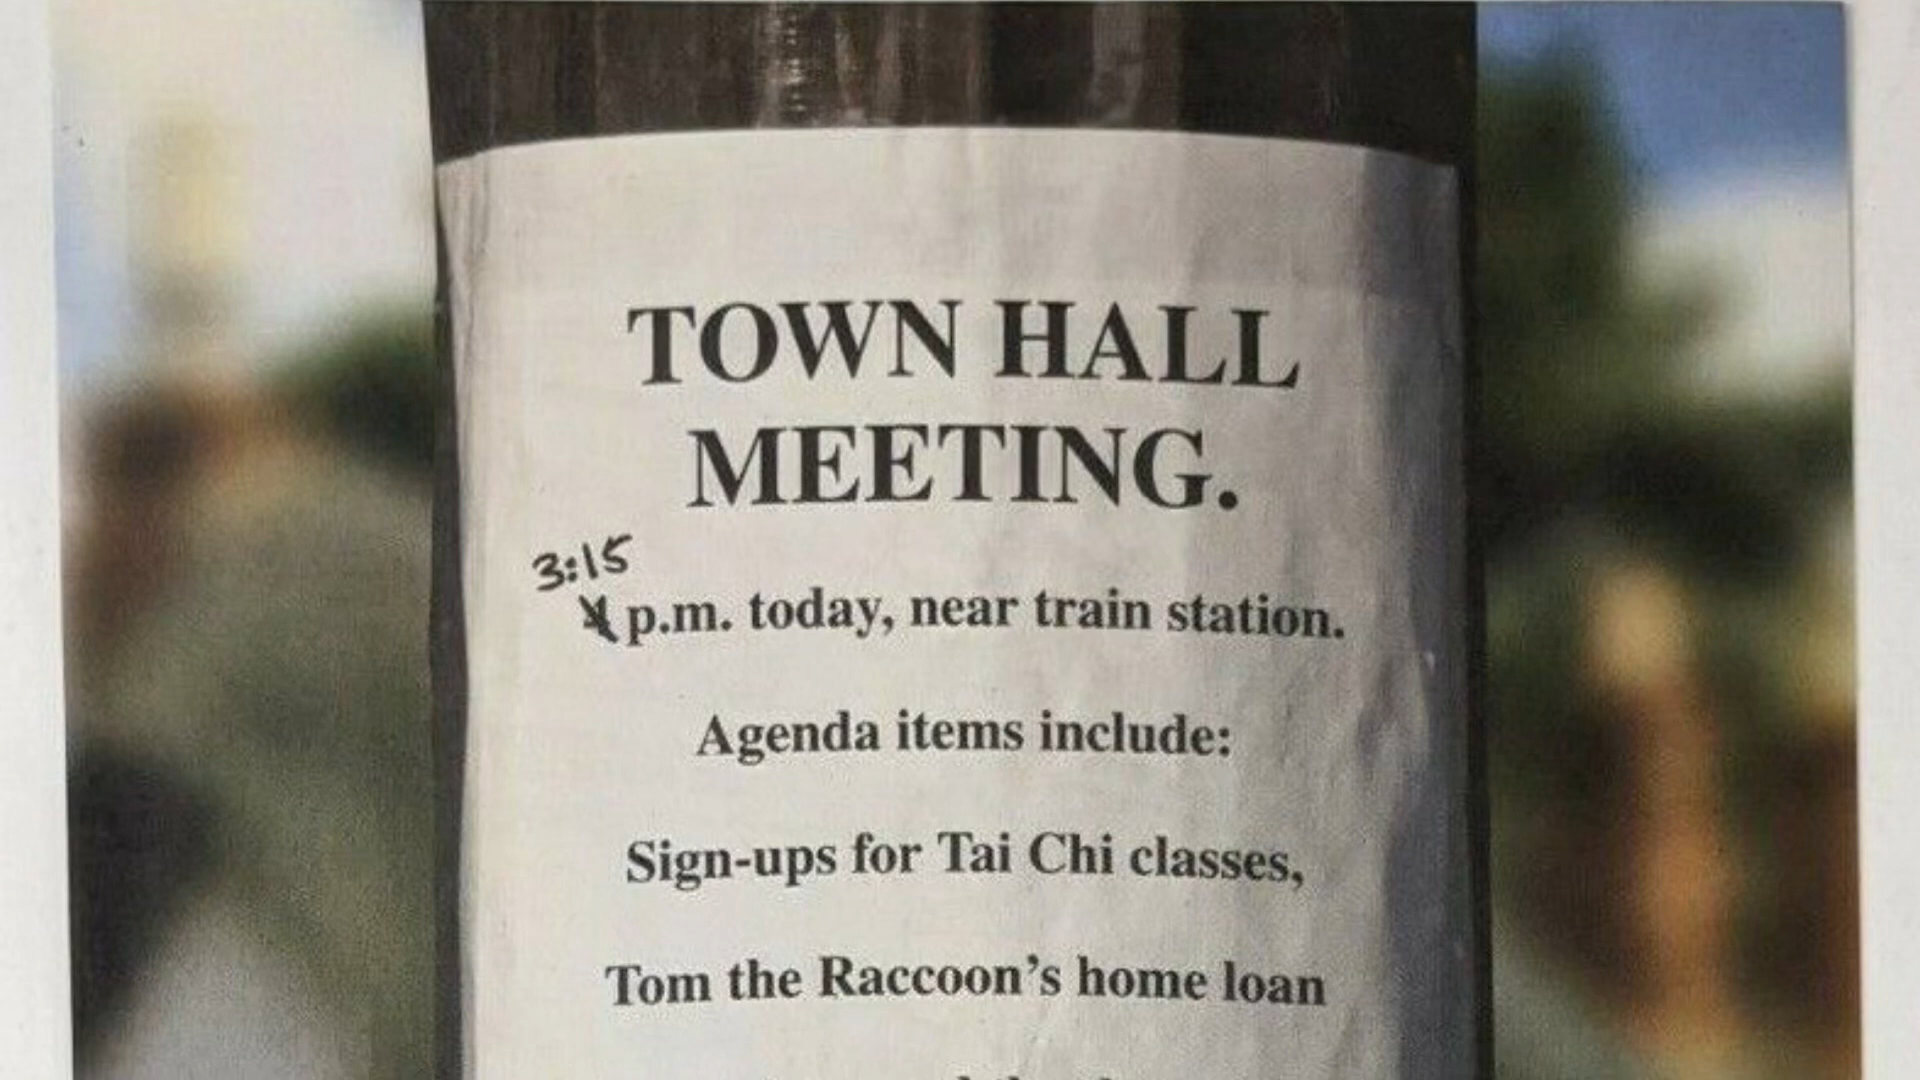 TOWN HALL
MEETING.
3:15
4 p.m. today, near train station.
Agenda items include:
Sign-ups for Tai Chi classes,
Tom the Raccoon’s home loan